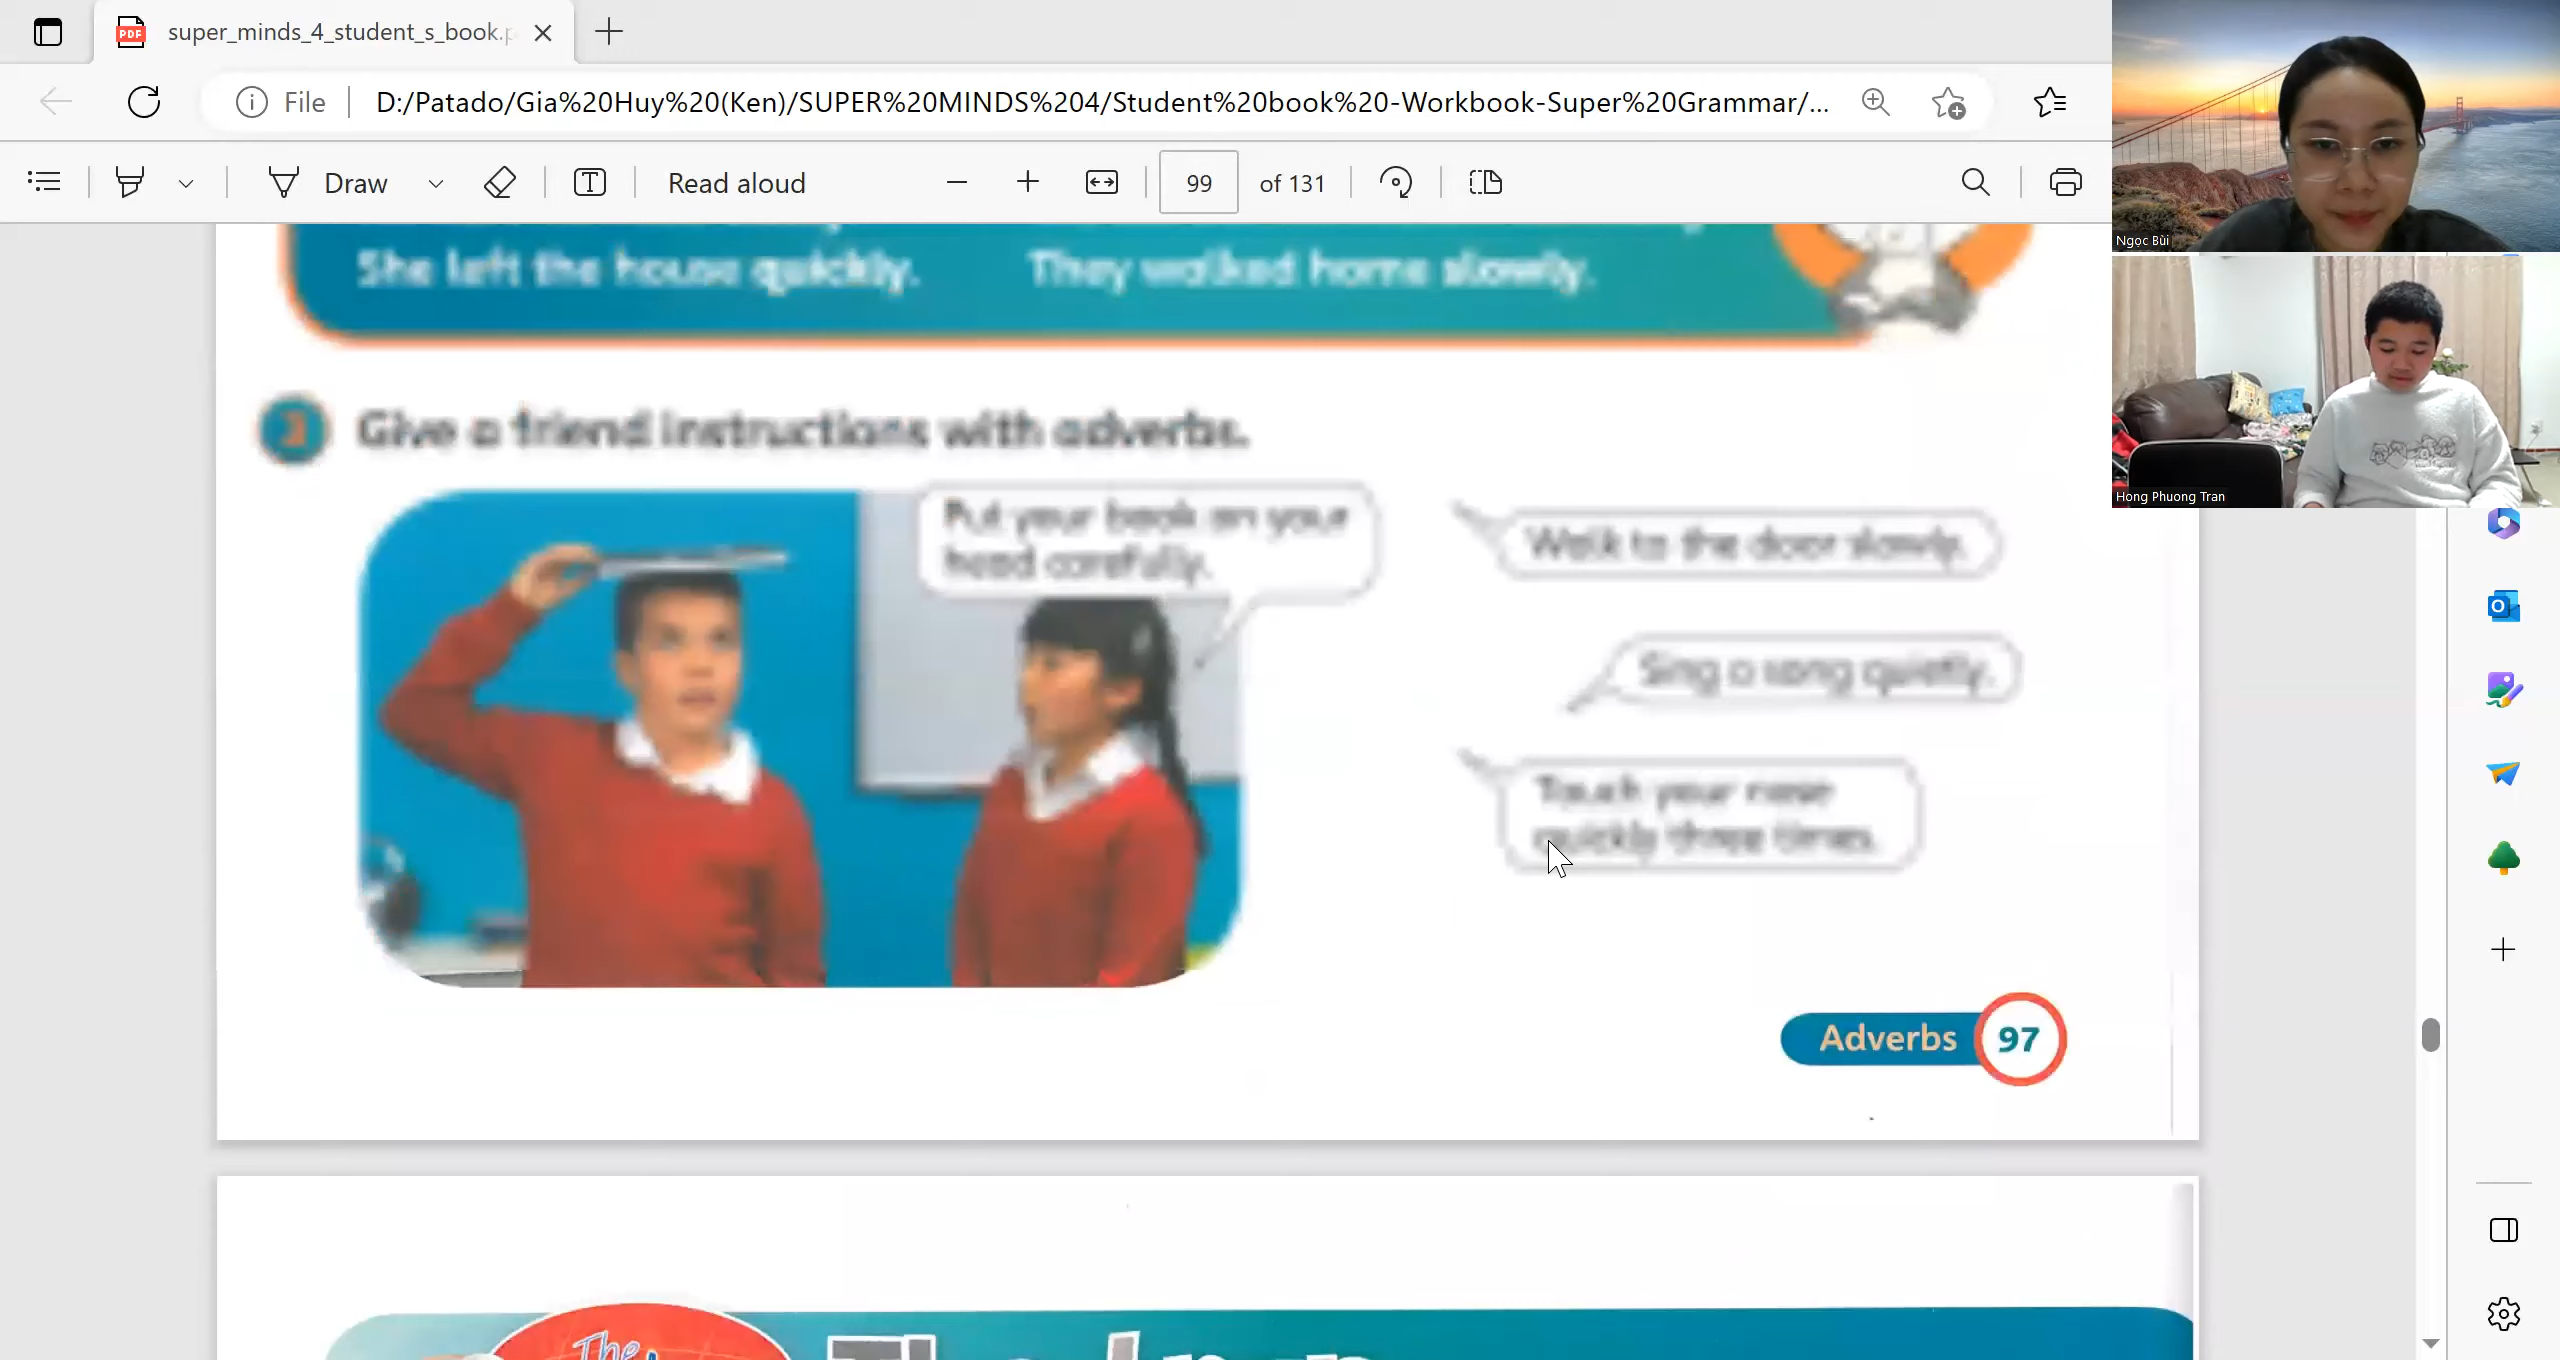 super_minds_4_student_s_book.p
File
D:/Patado/Gia%20Huy%20(Ken)/SUPER%20MINDS%204/Student%20book%20-Workbook-Super%20Grammar/...
Draw
Read aloud
99
of 131
Ngọc Bùi
Hong Phuong Tran
She left the house quickly.
They walked home slowly.
Give a friend instructions with adverbs.
Put your book on your
head carefully.
Walk to the door slowly.
Sing a song quietly.
Touch your nose
quickly three times.
Adverbs 97
The